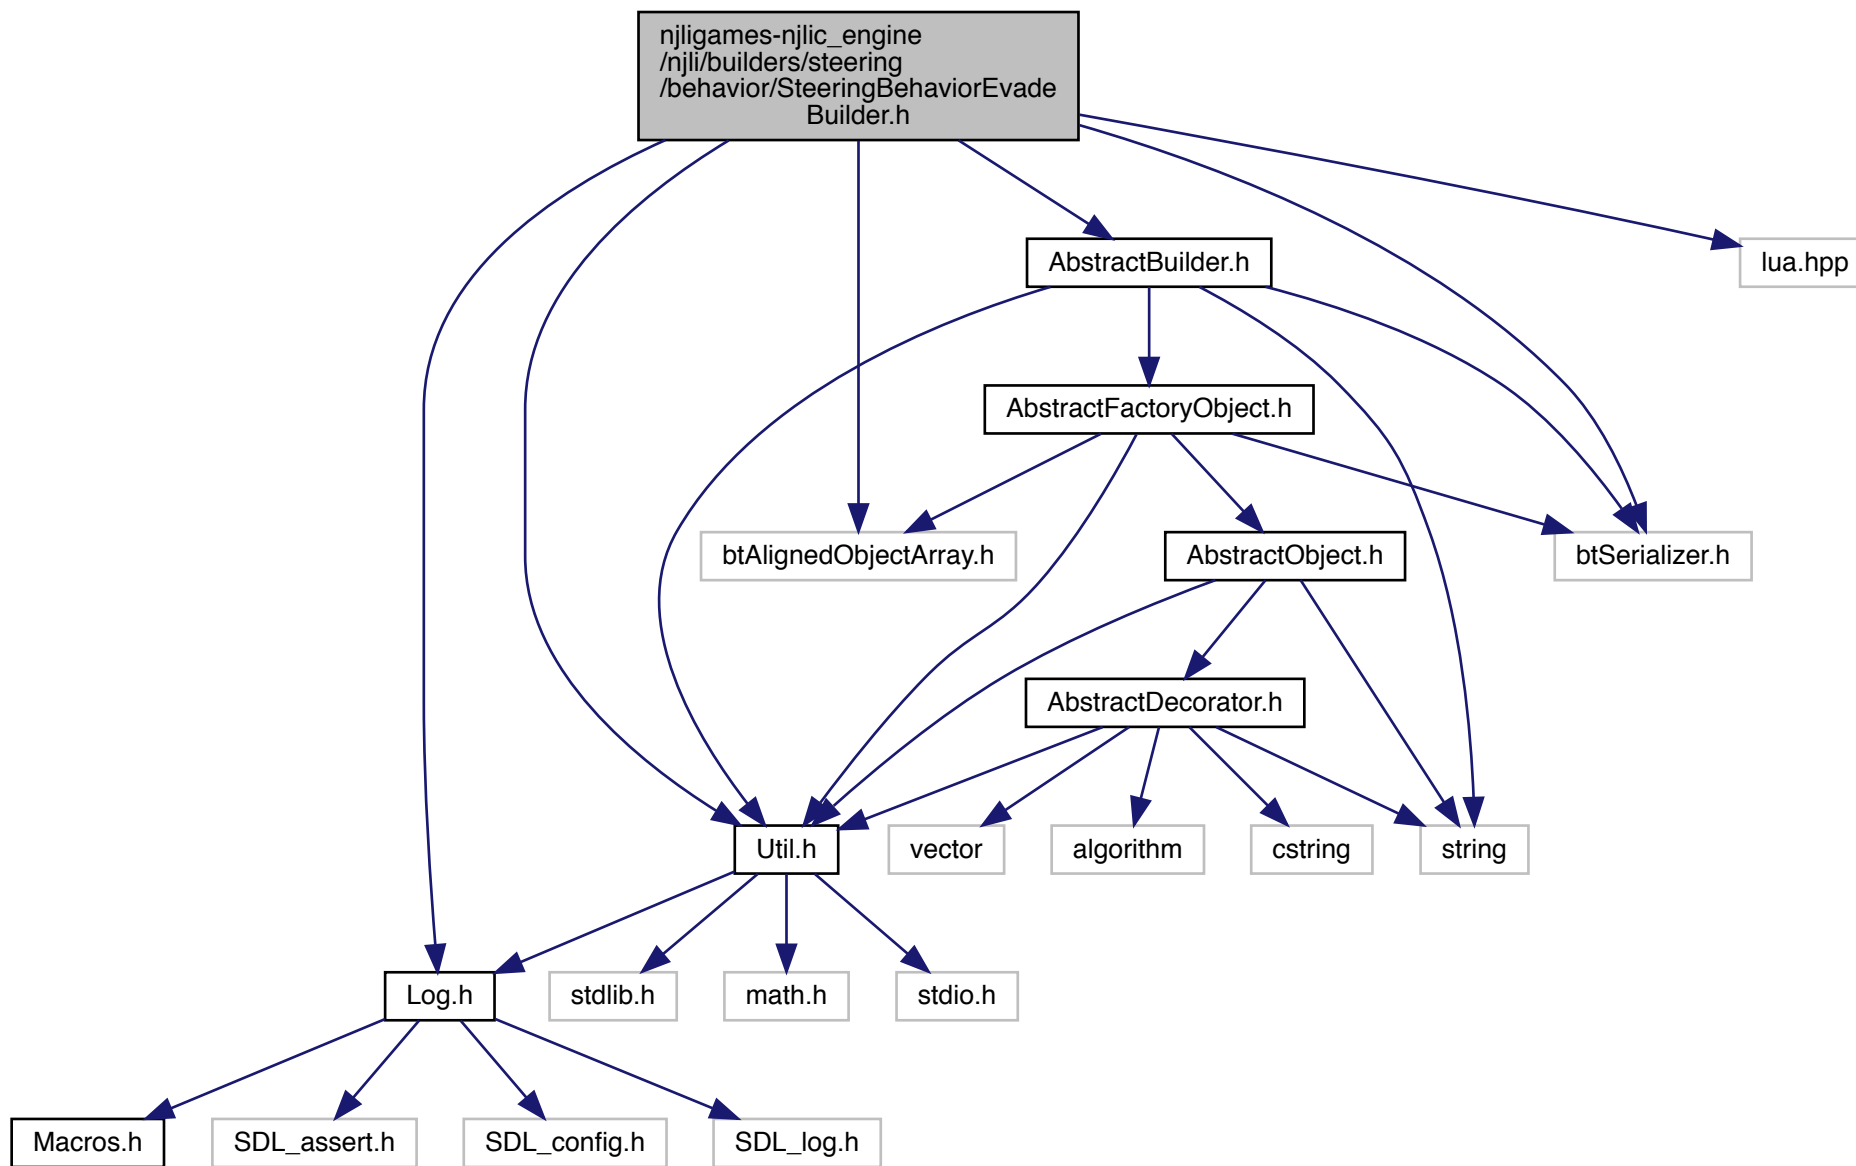 njligames-njlic_engine
/njli/builders/steering
/behavior/SteeringBehaviorEvade
Builder.h
AbstractBuilder.h
lua.hpp
AbstractFactoryObject.h
btAlignedObjectArray.h
AbstractObject.h
btSerializer.h
AbstractDecorator.h
Util.h
vector
algorithm
cstring
string
Log.h
stdlib.h
math.h
stdio.h
Macros.h
SDL_assert.h
SDL_config.h
SDL_log.h